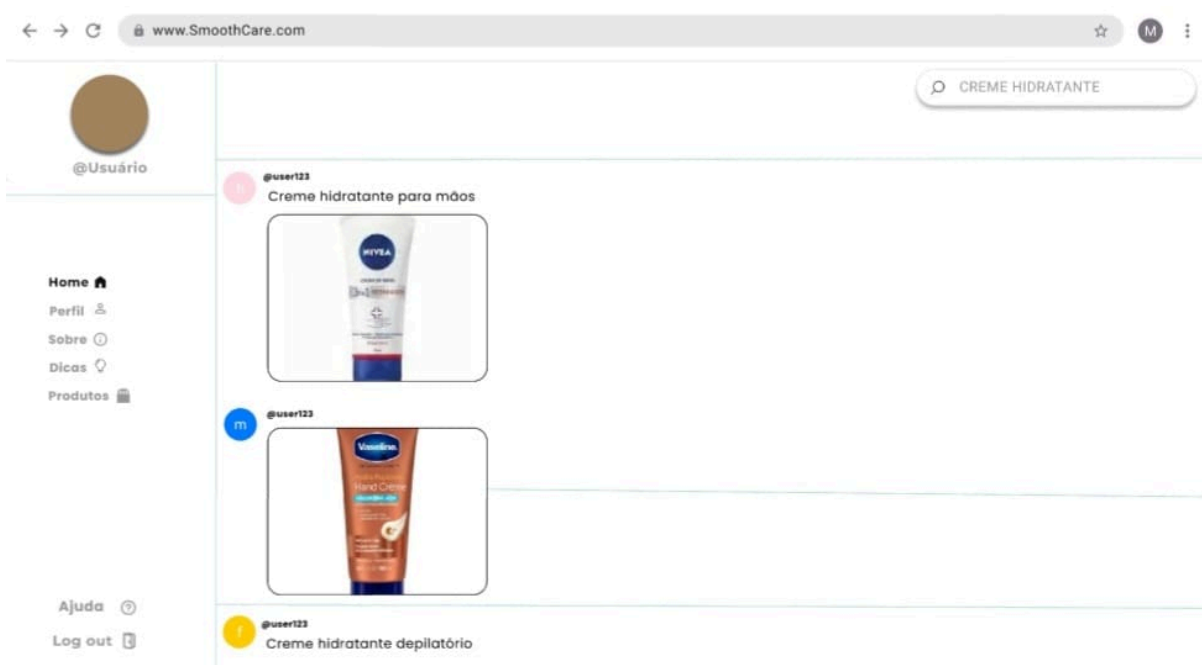 www.SmoothCare.com
M
CREME HIDRATANTE
@Usuário
Home
Perfil
Sobre
Dicas
Produtos
Ajuda
Log out
h
@user123
Creme hidratante para mãos
NIVEA
3in1
m
@user123
Vaseline
Hand Creme
f
@user123
Creme hidratante depilatório